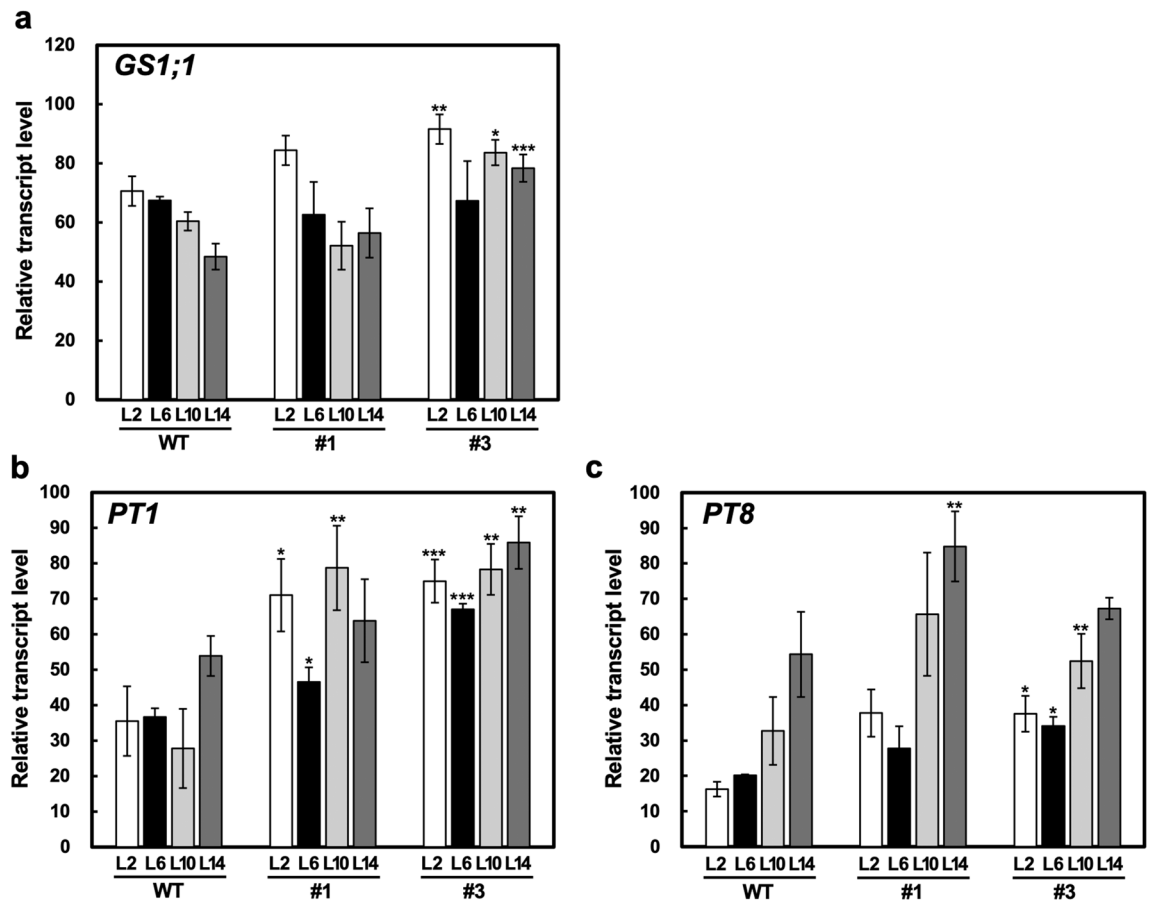 a
GS1;1
Relative transcript level
120
100
80
60
40
20
0
** * ***
L2 L6 L10 L14 L2 L6 L10 L14 L2 L6 L10 L14
WT #1 #3
b
PT1
Relative transcript level
100
90
80
70
60
50
40
30
20
10
0
* * ** *** *** ** **
L2 L6 L10 L14 L2 L6 L10 L14 L2 L6 L10 L14
WT #1 #3
c
PT8
Relative transcript level
100
90
80
70
60
50
40
30
20
10
0
** * * **
L2 L6 L10 L14 L2 L6 L10 L14 L2 L6 L10 L14
WT #1 #3